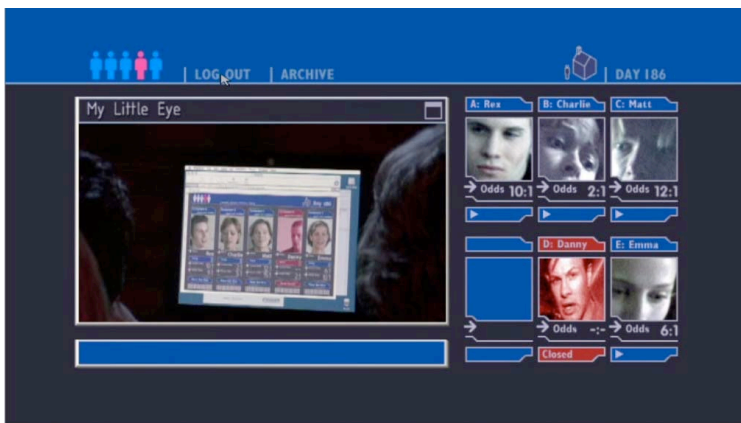 LOG OUT
ARCHIVE
DAY 186
My Little Eye
A: Rex
B: Charlie
C: Matt
Odds 10:1
Odds 2:1
Odds 12:1
D: Danny
E: Emma
Odds -:-
Odds 6:1
Closed